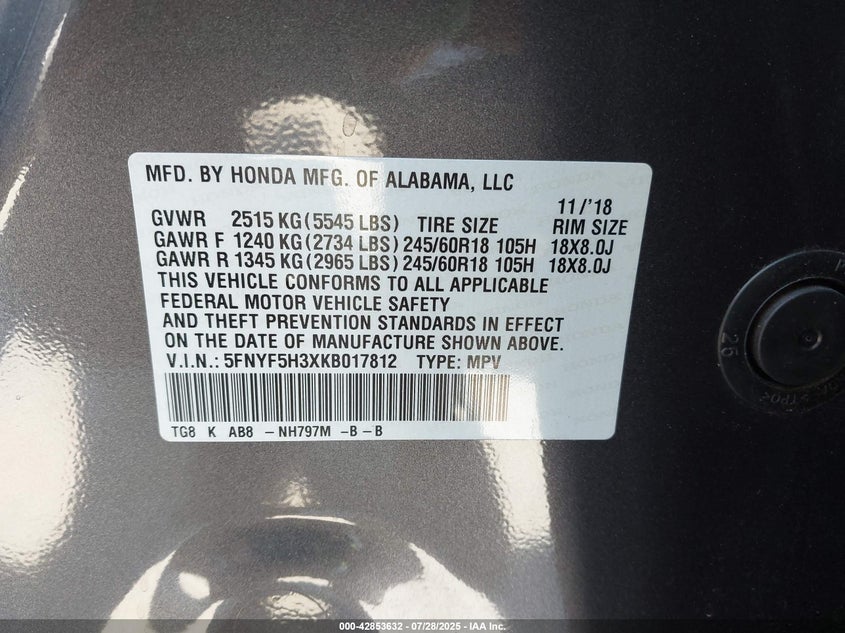 MFD. BY HONDA MFG. OF ALABAMA, LLC
11/'18
GVWR 2515 KG (5545 LBS) TIRE SIZE RIM SIZE
GAWR F 1240 KG (2734 LBS) 245/60R18 105H 18X8.0J
GAWR R 1345 KG (2965 LBS) 245/60R18 105H 18X8.0J
THIS VEHICLE CONFORMS TO ALL APPLICABLE
FEDERAL MOTOR VEHICLE SAFETY
AND THEFT PREVENTION STANDARDS IN EFFECT
ON THE DATE OF MANUFACTURE SHOWN ABOVE.
V.I.N.: 5FNYF5H3XKB017812 TYPE: MPV
TG8 K AB8 -NH797M -B-B
25
000-42853632 - 07/28/2025 - IAA Inc.